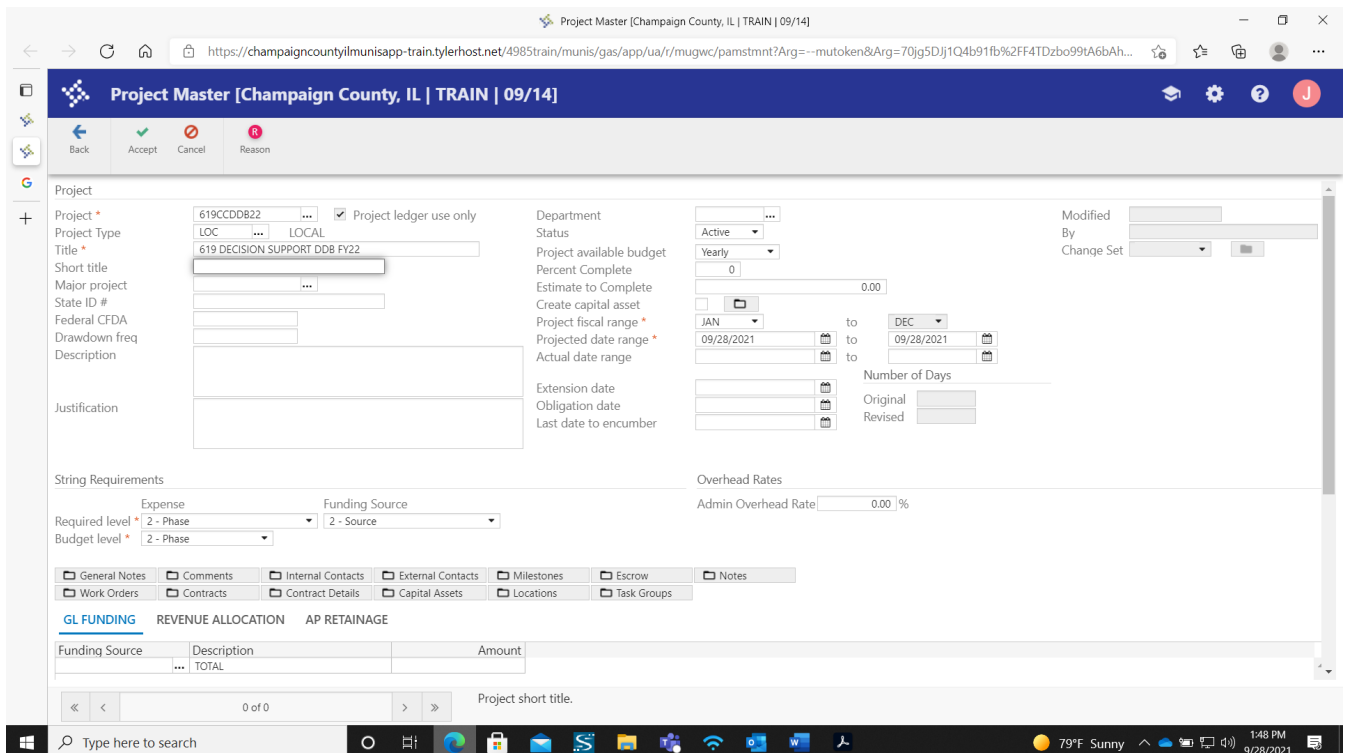 Project Master [Champaign County, IL | TRAIN | 09/14]
https://champaigncountyilmunisapp-train.tylerhost.net/4985train/munis/gas/app/ua/r/mugwc/pamstmnt?Arg=--mutoken&Arg=70jg5DJj1Q4b91fb%2FF4TDzbo99tA6bAh...
Project Master [Champaign County, IL | TRAIN | 09/14] J
Back Accept Cancel R Reason
Project
Project * 619CCDDB22 ... Project ledger use only Department ... Modified
Project Type LOC ... LOCAL Status Active By
Title * 619 DECISION SUPPORT DDB FY22 Project available budget Yearly Change Set
Short title Percent Complete 0
Major project ... Estimate to Complete 0.00
State ID # Create capital asset
Federal CFDA Project fiscal range * JAN to DEC
Drawdown freq Projected date range * 09/28/2021 to 09/28/2021
Description Actual date range to
Number of Days
Extension date
Original
Justification Obligation date
Revised
Last date to encumber
String Requirements Overhead Rates
Expense Funding Source Admin Overhead Rate 0.00 %
Required level * 2 - Phase 2 - Source
Budget level * 2 - Phase
General Notes Comments Internal Contacts External Contacts Milestones Escrow Notes
Work Orders Contracts Contract Details Capital Assets Locations Task Groups
GL FUNDING REVENUE ALLOCATION AP RETAINAGE
Funding Source Description Amount
... TOTAL
0 of 0 Project short title.
Type here to search 79°F Sunny 1:48 PM
9/28/2021